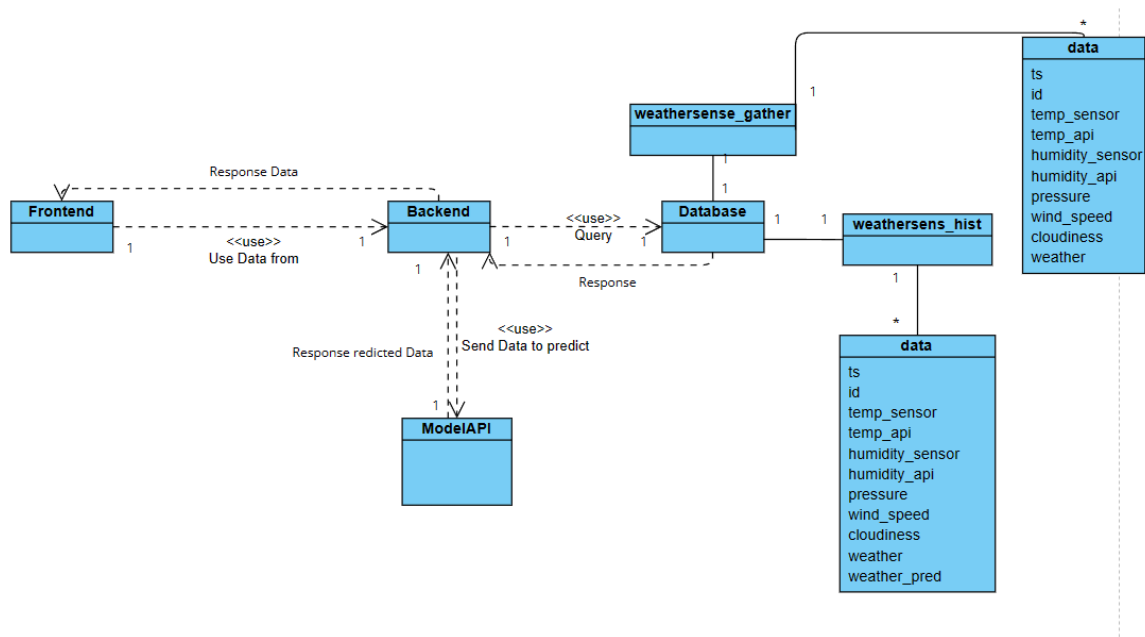 *
data
ts
id
temp_sensor
temp_api
humidity_sensor
humidity_api
pressure
wind_speed
cloudiness
weather
1
weathersense_gather
1
1
Response Data
Frontend
1
<<use>>
Use Data from
1
Backend
1
1
<<use>>
Query
1
Database
1
Response
1
weathersens_hist
1
*
data
ts
id
temp_sensor
temp_api
humidity_sensor
humidity_api
pressure
wind_speed
cloudiness
weather
weather_pred
<<use>>
Send Data to predict
Response redicted Data
1
ModelAPI